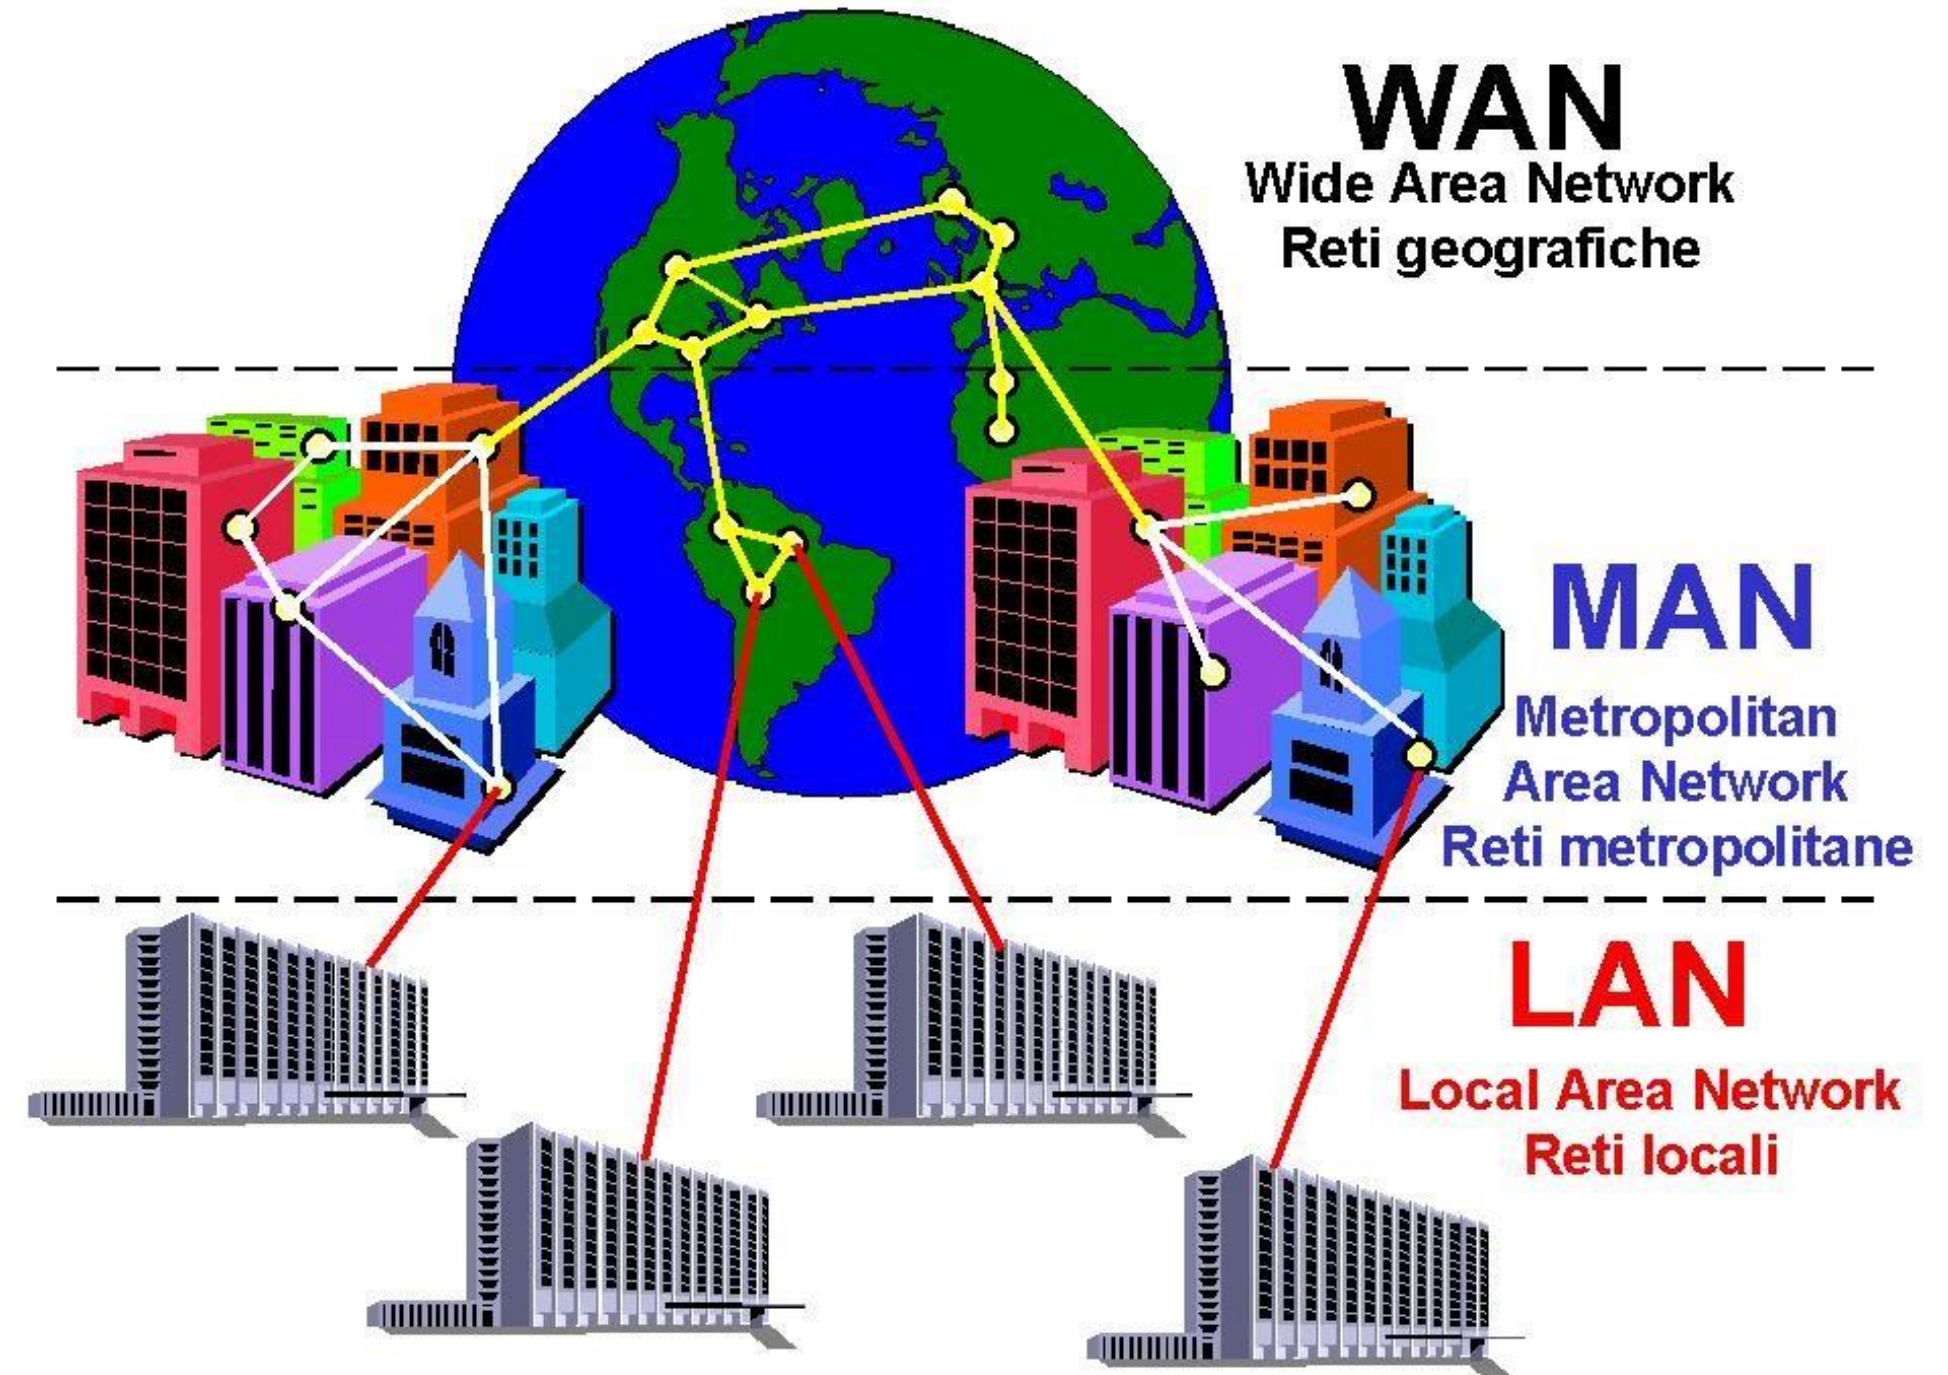 WAN
Wide Area Network
Reti geografiche
MAN
Metropolitan
Area Network
Reti metropolitane
LAN
Local Area Network
Reti locali